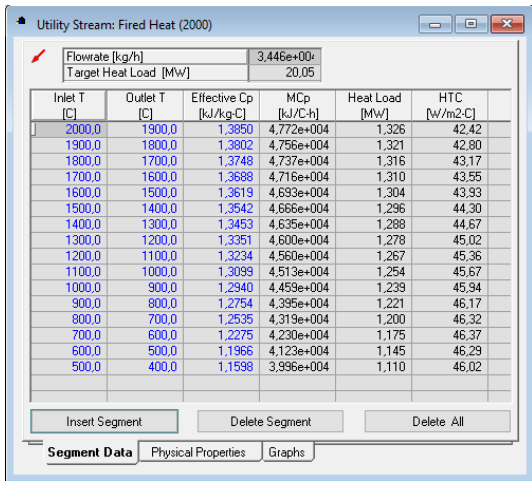 Utility Stream: Fired Heat (2000)
Flowrate [kg/h] 3,446e+004
Target Heat Load [MW] 20,05
Inlet T Outlet T Effective Cp MCp Heat Load HTC
[C] [C] [kJ/kg-C] [kJ/C-h] [MW] [W/m2-C]
2000,0 1900,0 1,3850 4,772e+004 1,326 42,42
1900,0 1800,0 1,3802 4,756e+004 1,321 42,80
1800,0 1700,0 1,3748 4,737e+004 1,316 43,17
1700,0 1600,0 1,3688 4,716e+004 1,310 43,55
1600,0 1500,0 1,3619 4,693e+004 1,304 43,93
1500,0 1400,0 1,3542 4,666e+004 1,296 44,30
1400,0 1300,0 1,3453 4,635e+004 1,288 44,67
1300,0 1200,0 1,3351 4,600e+004 1,278 45,02
1200,0 1100,0 1,3234 4,560e+004 1,267 45,36
1100,0 1000,0 1,3099 4,513e+004 1,254 45,67
1000,0 900,0 1,2940 4,459e+004 1,239 45,94
900,0 800,0 1,2754 4,395e+004 1,221 46,17
800,0 700,0 1,2535 4,319e+004 1,200 46,32
700,0 600,0 1,2275 4,230e+004 1,175 46,37
600,0 500,0 1,1966 4,123e+004 1,145 46,29
500,0 400,0 1,1598 3,996e+004 1,110 46,02
Insert Segment Delete Segment Delete All
Segment Data Physical Properties Graphs